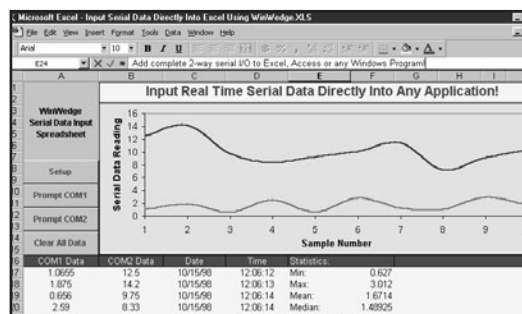 Microsoft Excel - Input Serial Data Directly Into Excel Using WinWedge.XLS
File Edit View Insert Format Tools Data Window Help
Arial 10 B I U
E24 = Add complete 2-way serial I/O to Excel, Access or any Windows Program!
A B C D E F G H I
Input Real Time Serial Data Directly Into Any Application!
WinWedge
Serial Data Input
Spreadsheet
Setup
Prompt COM1
Prompt COM2
Clear All Data
Serial Data Reading
16
14
12
10
8
6
4
2
0
1 2 3 4 5 6 7 8 9
Sample Number
COM1 Data COM2 Data Date Time Statistics:
1.0655 12.5 10/15/98 12:06:12 Min: 0.627
1.875 14.2 10/15/98 12:06:13 Max: 3.012
0.656 9.75 10/15/98 12:06:14 Mean: 1.6714
2.59 8.33 10/15/98 12:06:14 Median: 1.48925